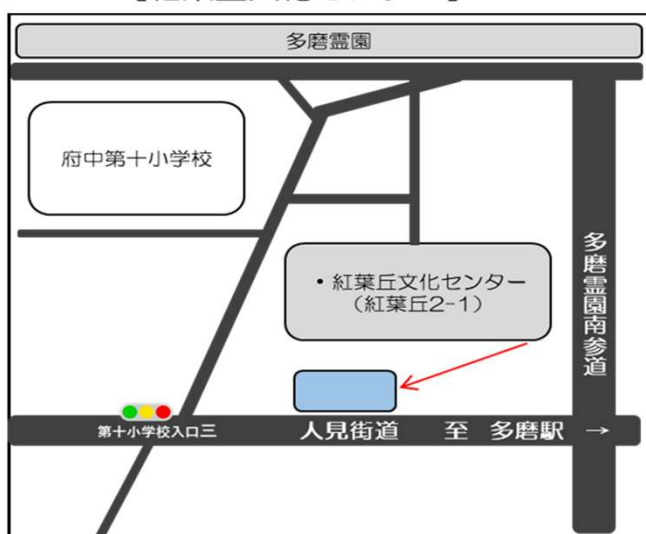 多磨霊園
府中第十小学校
・紅葉丘文化センター
（紅葉丘2-1）
多磨霊園南参道
第十小学校入口三
人見街道　至　多磨駅　→